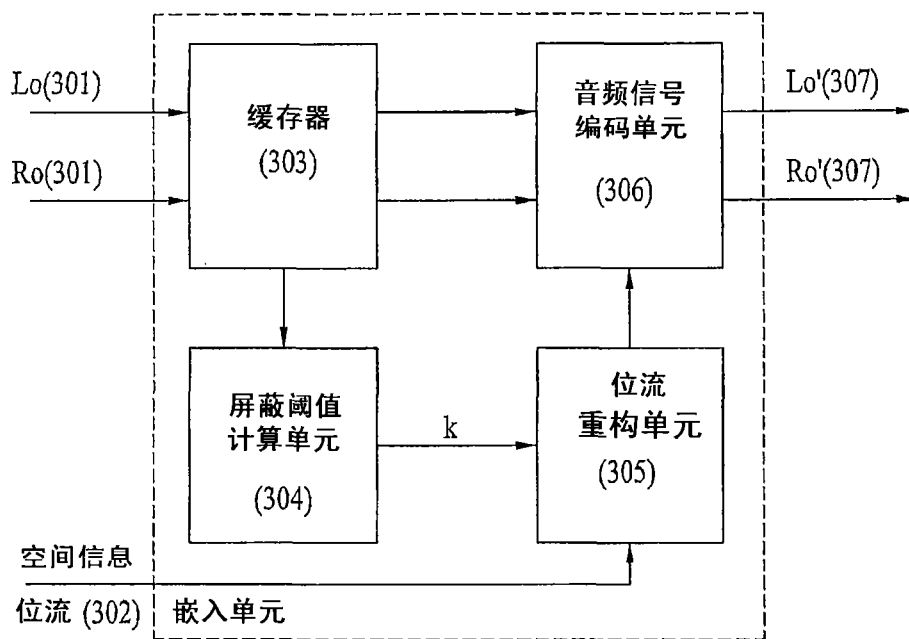 Lo(301)
Ro(301)
缓存器
(303)
音频信号
编码单元
(306)
Lo'(307)
Ro'(307)
屏蔽阈值
计算单元
(304)
k
位流
重构单元
(305)
空间信息
位流 (302)
嵌入单元